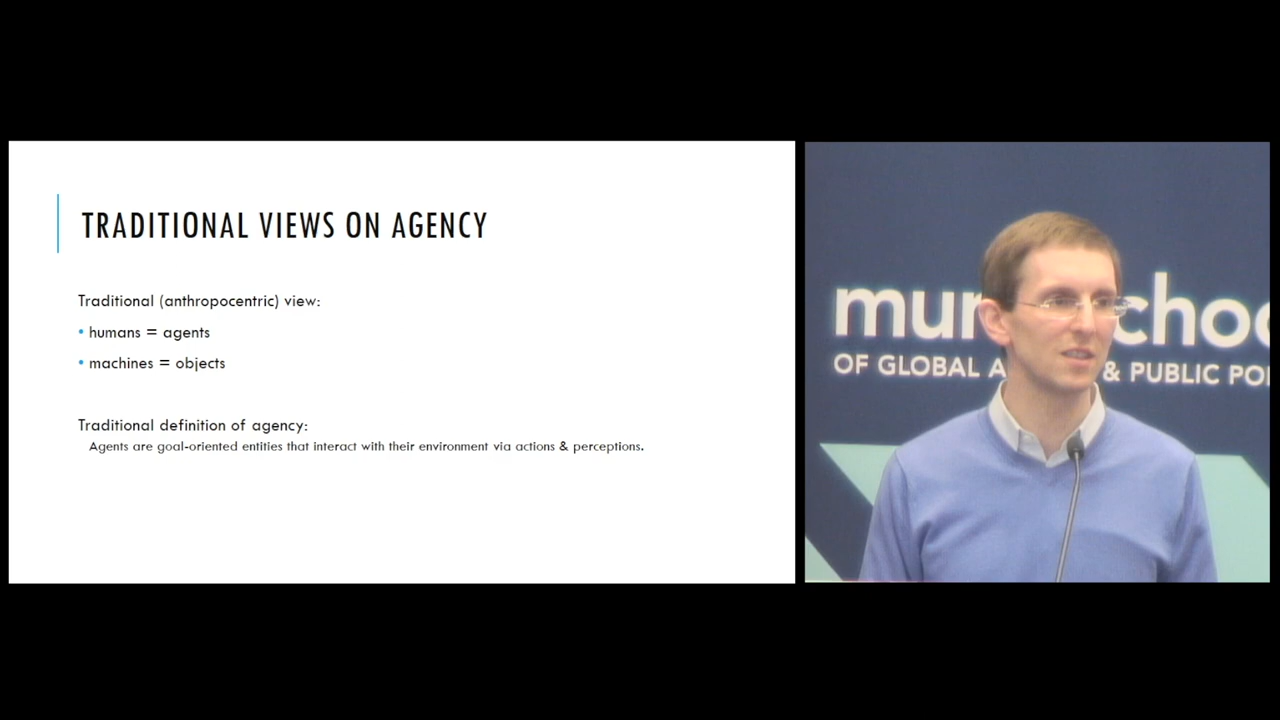 TRADITIONAL VIEWS ON AGENCY
Traditional (anthropocentric) view:
• humans = agents
• machines = objects
Traditional definition of agency:
Agents are goal-oriented entities that interact with their environment via actions & perceptions.
OF GLOBAL & PUBLIC